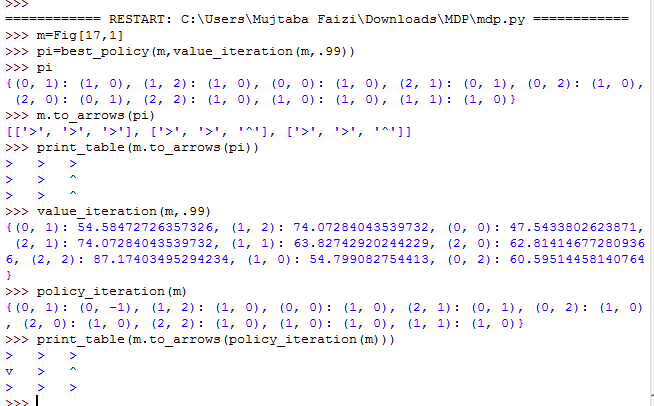 >>>
============ RESTART: C:\Users\Mujtaba Faizi\Downloads\MDP\mdp.py ============
>>> m=Fig[17,1]
>>> pi=best_policy(m,value_iteration(m,.99))
>>> pi
{(0, 1): (1, 0), (1, 2): (1, 0), (0, 0): (1, 0), (2, 1): (0, 1), (0, 2): (1, 0),
 (2, 0): (0, 1), (2, 2): (1, 0), (1, 0): (1, 0), (1, 1): (1, 0)}
>>> m.to_arrows(pi)
[['>', '>', '>'], ['>', '>', '^'], ['>', '>', '^']]
>>> print_table(m.to_arrows(pi))
>   >   >
>   >   ^
>   >   ^
>>> value_iteration(m,.99)
{(0, 1): 54.58472726357326, (1, 2): 74.07284043539732, (0, 0): 47.5433802623871,
 (2, 1): 74.07284043539732, (1, 1): 63.82742920244229, (2, 0): 62.81414677280936
6, (2, 2): 87.17403495294234, (1, 0): 54.799082754413, (0, 2): 60.59514458140764
}
>>> policy_iteration(m)
{(0, 1): (0, -1), (1, 2): (1, 0), (0, 0): (1, 0), (2, 1): (0, 1), (0, 2): (1, 0)
, (2, 0): (1, 0), (2, 2): (1, 0), (1, 0): (1, 0), (1, 1): (1, 0)}
>>> print_table(m.to_arrows(policy_iteration(m)))
>   >   >
v   >   ^
>   >   >
>>>